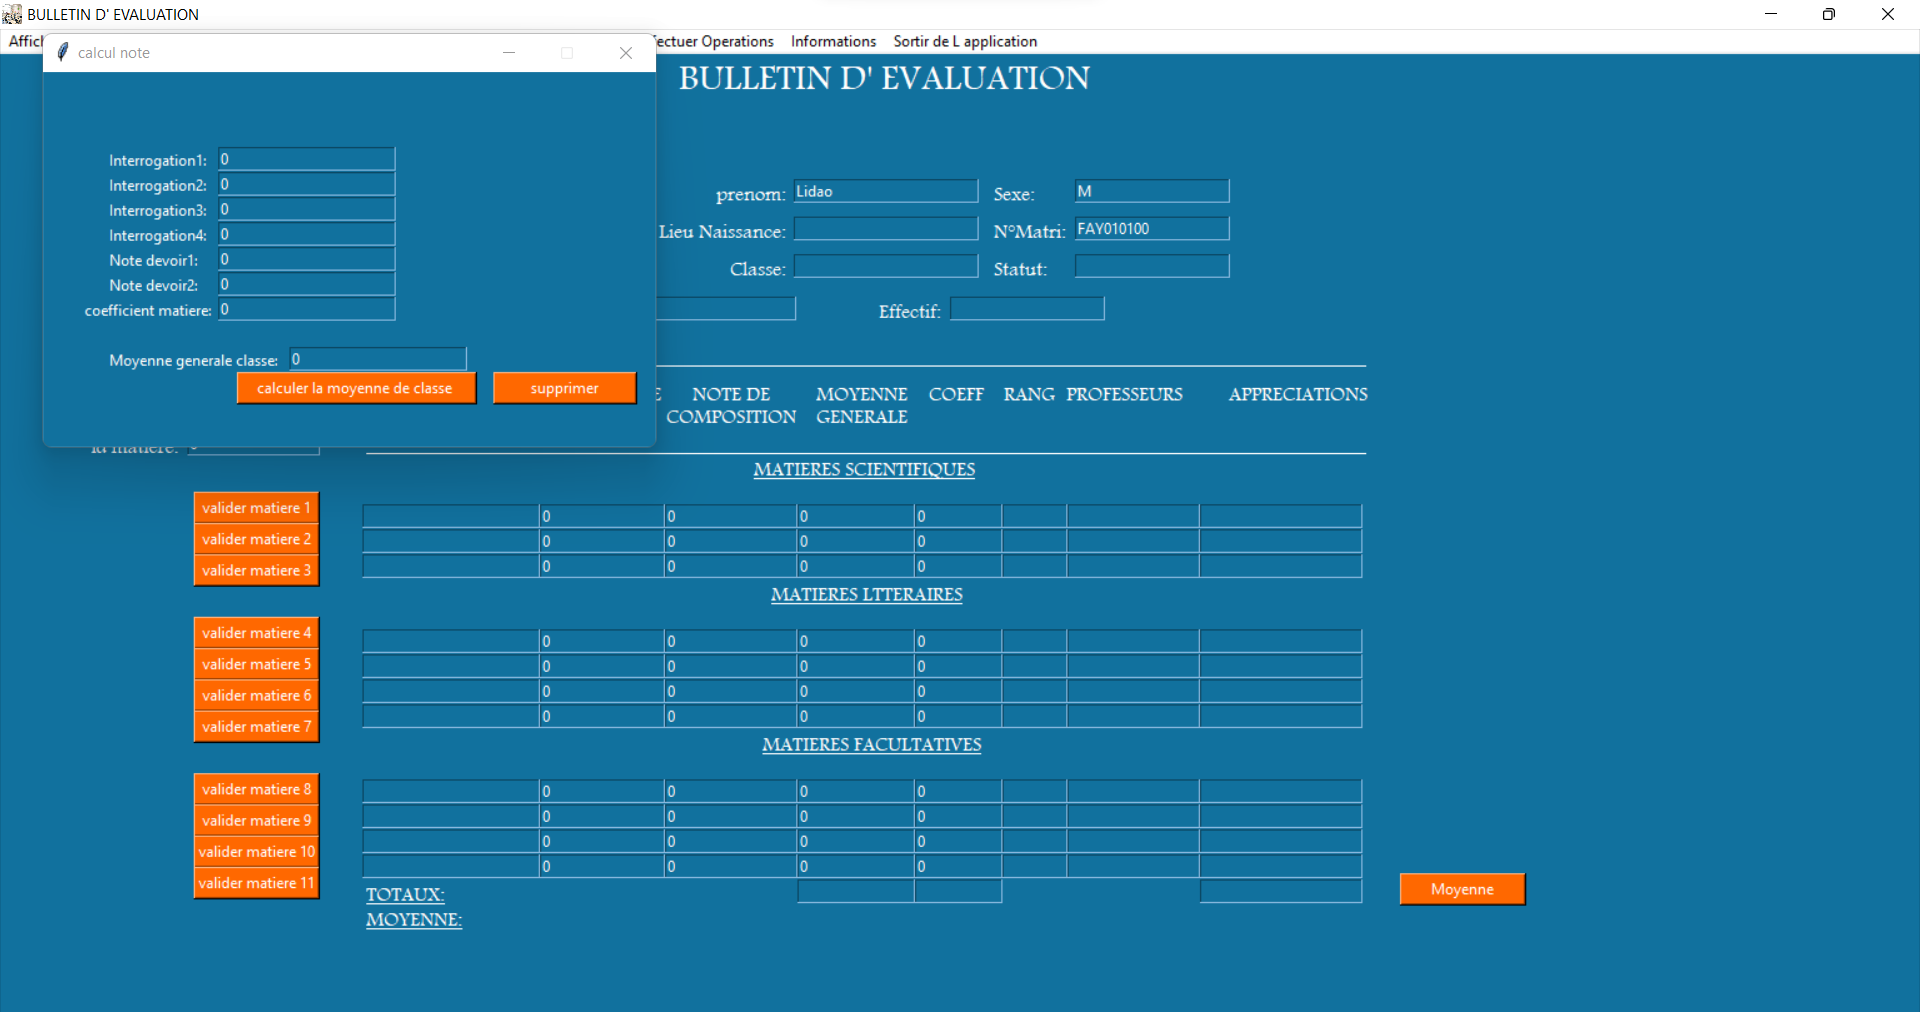 BULLETIN D' EVALUATION
calcul note
Operations Informations Sortir de L application
BULLETIN D' EVALUATION
Interrogation1: 0
Interrogation2: 0
Interrogation3: 0
Interrogation4: 0
Note devoir1: 0
Note devoir2: 0
coefficient matiere: 0
Moyenne generale classe: 0
calculer la moyenne de classe supprimer
prenom: Lidao Sexe: M
Lieu Naissance: N°Matri: FAY010100
Classe: Statut:
Effectif:
NOTE DE COMPOSITION MOYENNE GENERALE COEFF RANG PROFESSEURS APPRECIATIONS
la matiere:
MATIERES SCIENTIFIQUES
valider matiere 1 0 0 0 0
valider matiere 2 0 0 0 0
valider matiere 3 0 0 0 0
MATIERES LTTERAIRES
valider matiere 4 0 0 0 0
valider matiere 5 0 0 0 0
valider matiere 6 0 0 0 0
valider matiere 7 0 0 0 0
MATIERES FACULTATIVES
valider matiere 8 0 0 0 0
valider matiere 9 0 0 0 0
valider matiere 10 0 0 0 0
valider matiere 11 0 0 0 0
TOTAUX: Moyenne
MOYENNE: